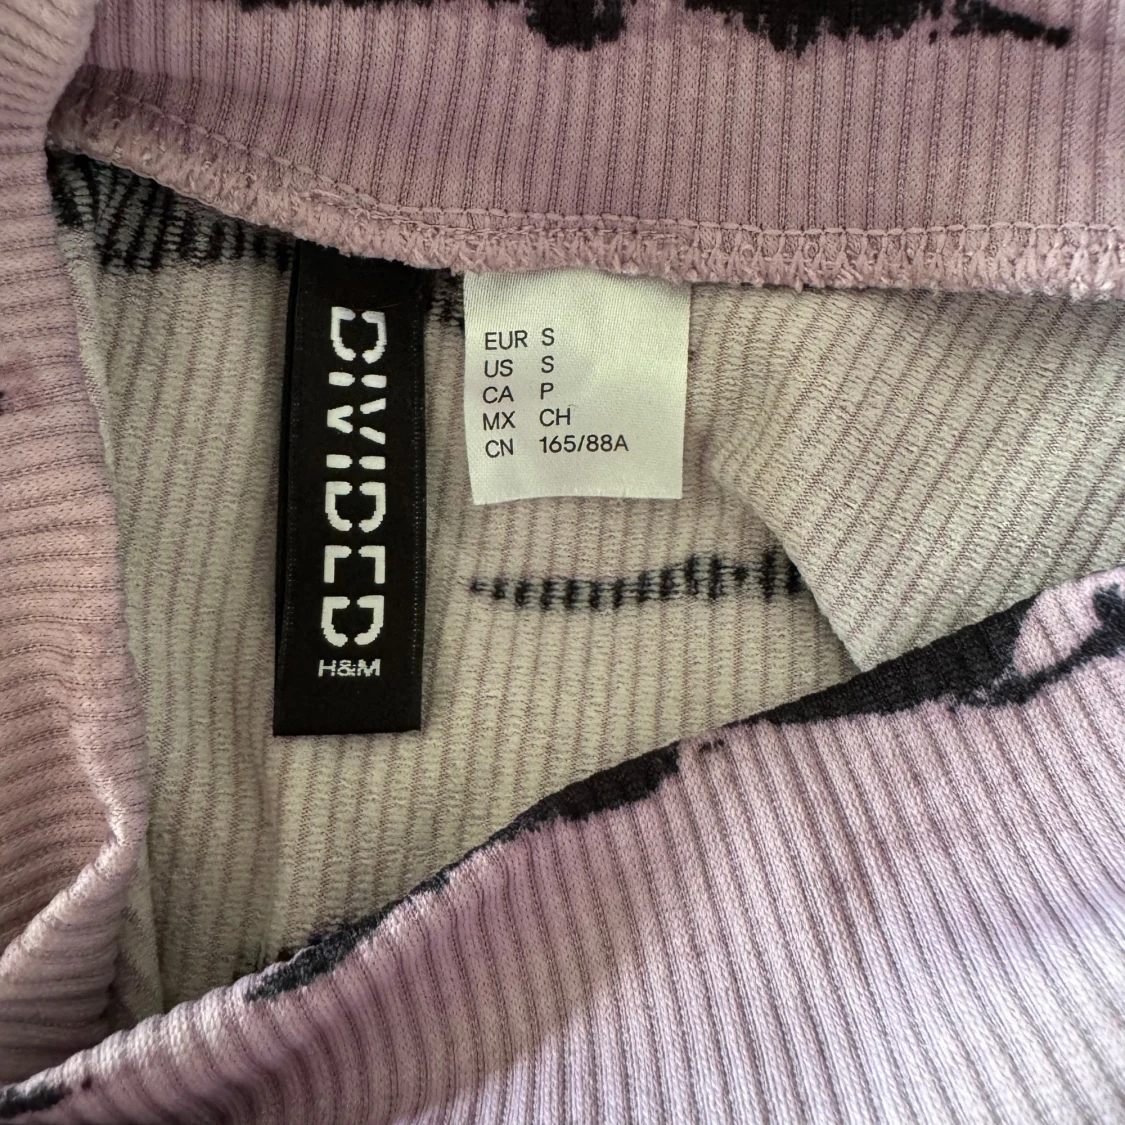 DIVIDED
H&M
EUR S
US S
CA P
MX CH
CN 165/88A